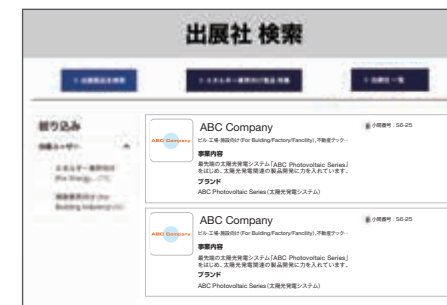 出展社 検索
絞り込み
ABC Company
ABC Company
ビル・工場・施設向け(For Building/Factory/Fancility)、不動産テック…
小間番号：S6-25
事業内容
最先端の太陽光発電システム「ABC Photovoltaic Series」
をはじめ、太陽光発電関連の製品開発に力を入れています。
ブランド
ABC Photovoltaic Series(太陽光発電システム)
ABC Company
ABC Company
ビル・工場・施設向け(For Building/Factory/Fancility)、不動産テック…
小間番号：S6-25
事業内容
最先端の太陽光発電システム「ABC Photovoltaic Series」
をはじめ、太陽光発電関連の製品開発に力を入れています。
ブランド
ABC Photovoltaic Series(太陽光発電システム)